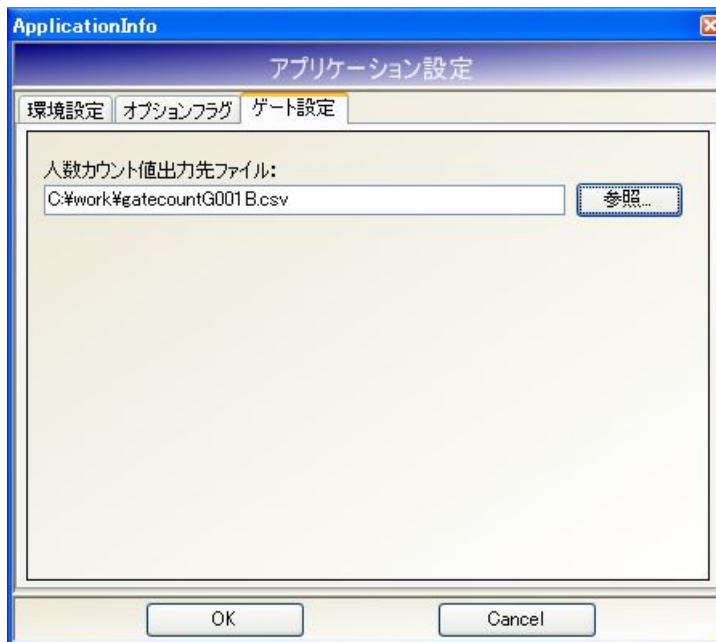 ApplicationInfo
アプリケーション設定
環境設定 オプションフラグ ゲート設定
人数カウント値出力先ファイル:
C:¥work¥gatecountG001B.csv 参照...
OK Cancel